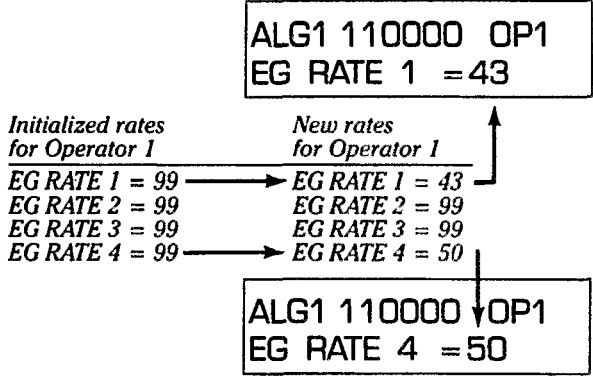 ALG1 110000 OP1
EG RATE 1 =43
Initialized rates New rates
for Operator 1 for Operator 1
EG RATE 1 = 99 EG RATE 1 = 43
EG RATE 2 = 99 EG RATE 2 = 99
EG RATE 3 = 99 EG RATE 3 = 99
EG RATE 4 = 99 EG RATE 4 = 50
ALG1 110000 OP1
EG RATE 4 =50